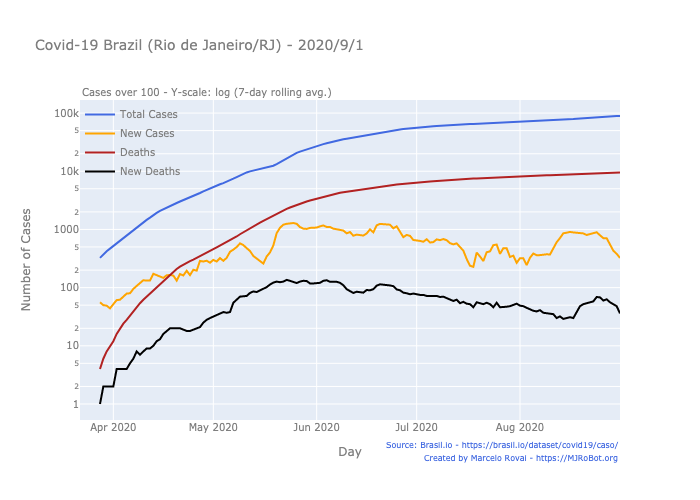 Covid-19 Brazil (Rio de Janeiro/RJ) - 2020/9/1
Cases over 100 - Y-scale: log (7-day rolling avg.)
Total Cases
New Cases
Deaths
New Deaths
Number of Cases
100k
5
2
10k
5
2
1000
5
2
100
5
2
10
5
2
1
Apr 2020
May 2020
Jun 2020
Jul 2020
Aug 2020
Day
Source: Brasil.io - https://brasil.io/dataset/covid19/caso/
Created by Marcelo Rovai - https://MJRoBot.org